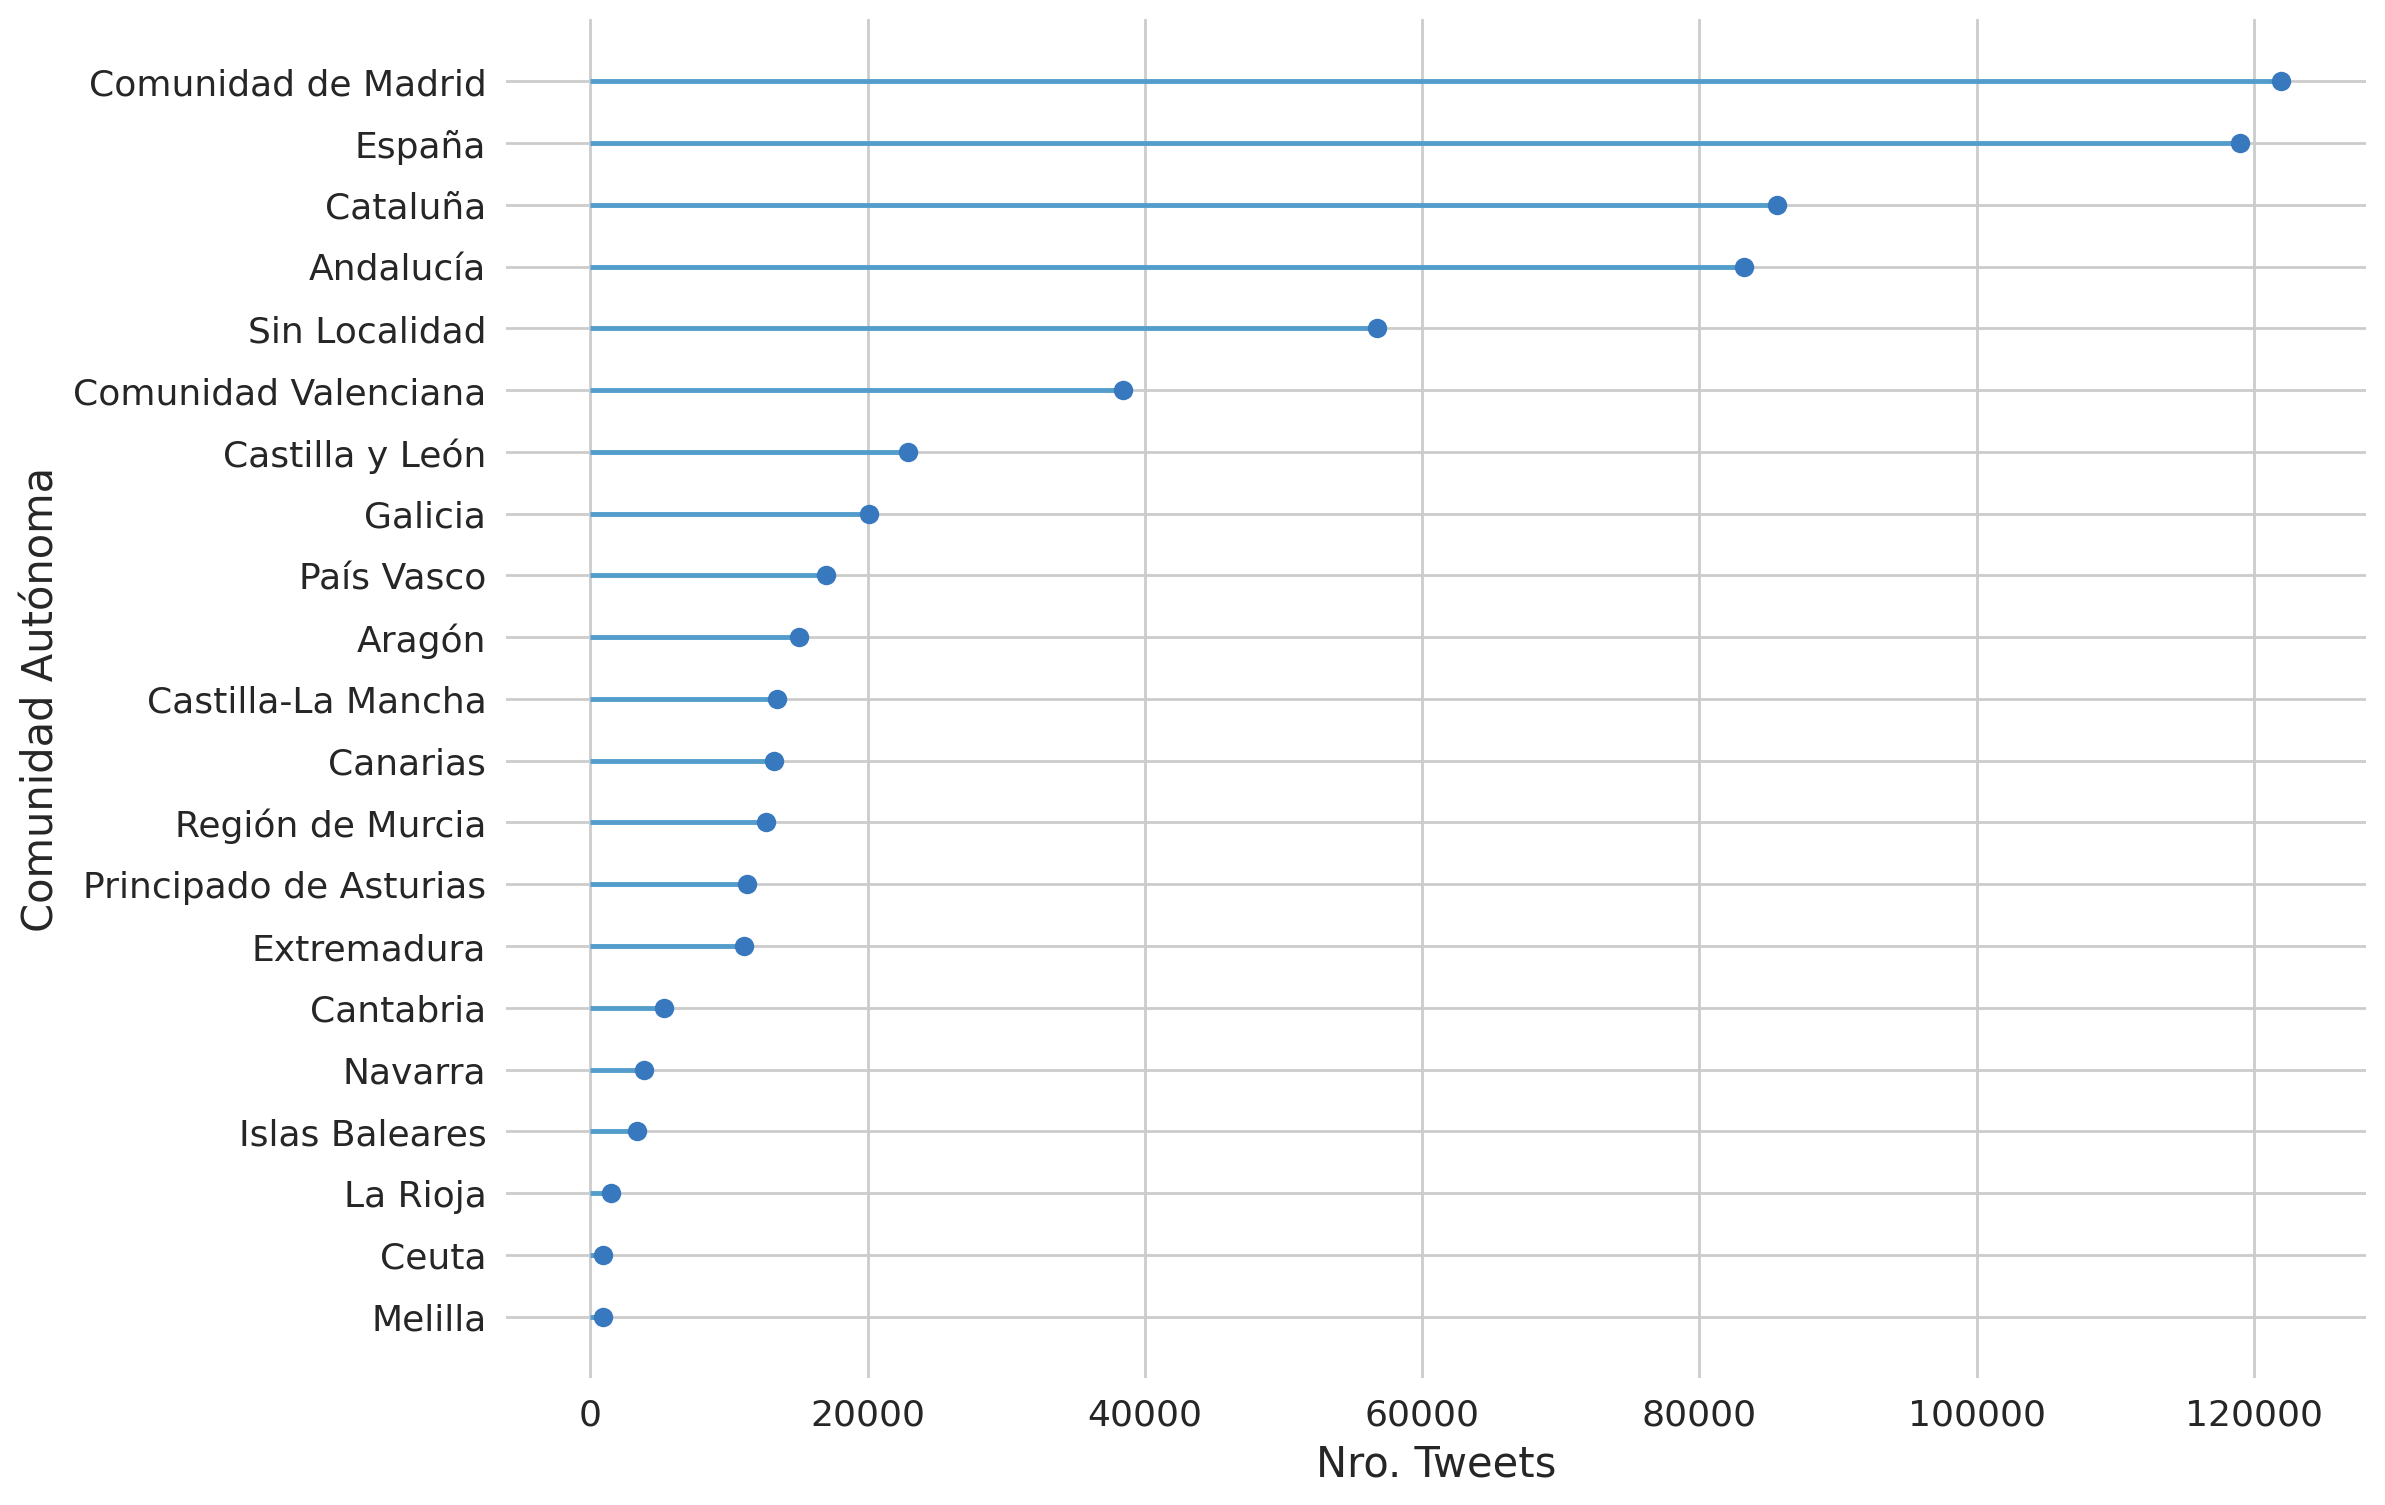 Comunidad Autónoma
Comunidad de Madrid
España
Cataluña
Andalucía
Sin Localidad
Comunidad Valenciana
Castilla y León
Galicia
País Vasco
Aragón
Castilla-La Mancha
Canarias
Región de Murcia
Principado de Asturias
Extremadura
Cantabria
Navarra
Islas Baleares
La Rioja
Ceuta
Melilla
0 20000 40000 60000 80000 100000 120000
Nro. Tweets